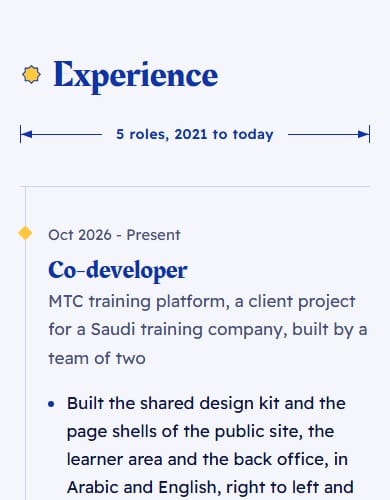 Experience
5 roles, 2021 to today
Oct 2026 - Present
Co-developer
MTC training platform, a client project
for a Saudi training company, built by a
team of two
Built the shared design kit and the
page shells of the public site, the
learner area and the back office, in
Arabic and English, right to left and